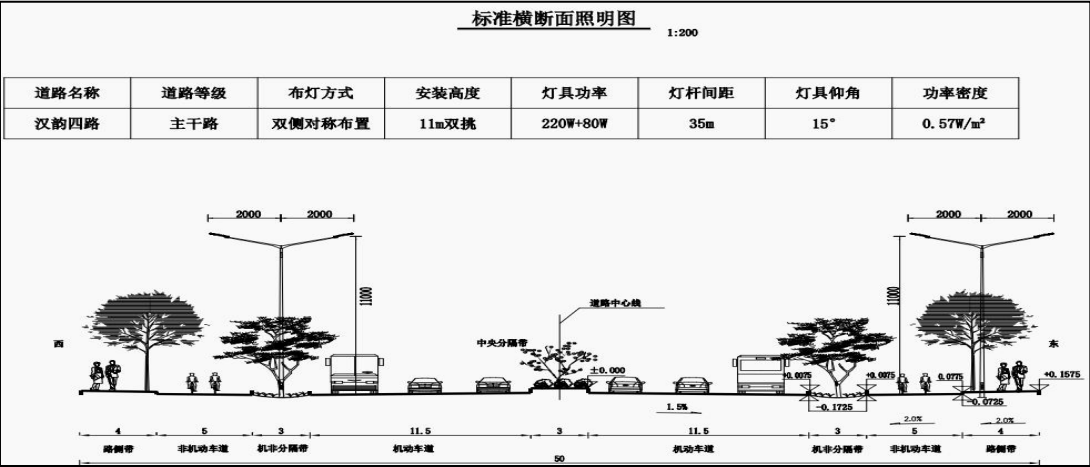 标准横断面照明图
1:200
道路名称 道路等级 布灯方式 安装高度 灯具功率 灯杆间距 灯具仰角 功率密度
汉韵四路 主干路 双侧对称布置 11m双挑 220W+80W 35m 15° 0.57W/m²
2000 2000 2000 2000
11000 11000
道路中心线
西 中央分隔带 东
±0.000
+0.0075 +0.0075 0.0775 +0.1575
-0.1725 -0.0725
1.5% 2.0% 2.0%
4 5 3 11.5 3 11.5 3 5 4
路侧带 非机动车道 机非分隔带 机动车道 机动车道 机非分隔带 非机动车道 路侧带
50